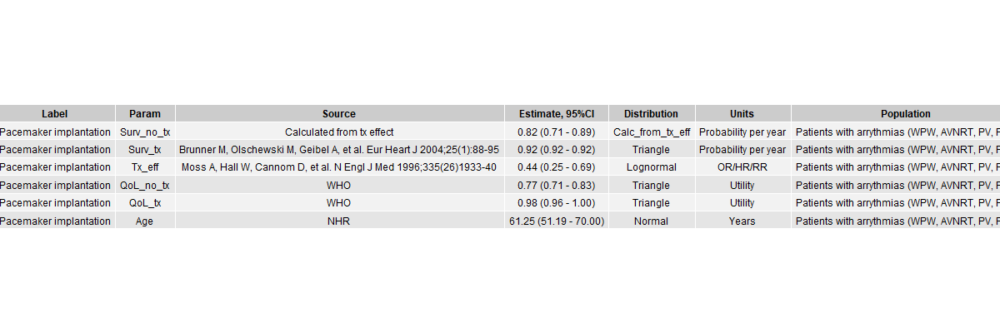 Label Param Source Estimate, 95%CI Distribution Units Population
Pacemaker implantation Surv_no_tx Calculated from tx effect 0.82 (0.71 - 0.89) Calc_from_tx_eff Probability per year Patients with arrythmias (WPW, AVNRT, PV,
Pacemaker implantation Surv_tx Brunner M, Olschewski M, Geibel A, et al. Eur Heart J 2004;25(1):88-95 0.92 (0.92 - 0.92) Triangle Probability per year Patients with arrythmias (WPW, AVNRT, PV,
Pacemaker implantation Tx_eff Moss A, Hall W, Cannom D, et al. N Engl J Med 1996;335(26)1933-40 0.44 (0.25 - 0.69) Lognormal OR/HR/RR Patients with arrythmias (WPW, AVNRT, PV,
Pacemaker implantation QoL_no_tx WHO 0.77 (0.71 - 0.83) Triangle Utility Patients with arrythmias (WPW, AVNRT, PV,
Pacemaker implantation QoL_tx WHO 0.98 (0.96 - 1.00) Triangle Utility Patients with arrythmias (WPW, AVNRT, PV,
Pacemaker implantation Age NHR 61.25 (51.19 - 70.00) Normal Years Patients with arrythmias (WPW, AVNRT, PV,